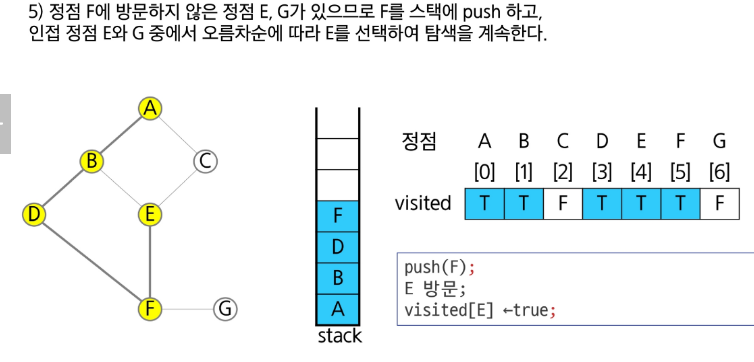 5) 정점 F에 방문하지 않은 정점 E, G가 있으므로 F를 스택에 push 하고,
인접 정점 E와 G 중에서 오름차순에 따라 E를 선택하여 탐색을 계속한다.
A
B
C
D
E
F
G
F
D
B
A
stack
정점 A B C D E F G
[0] [1] [2] [3] [4] [5] [6]
visited T T F T T T F
push(F);
E 방문;
visited[E] ←true;